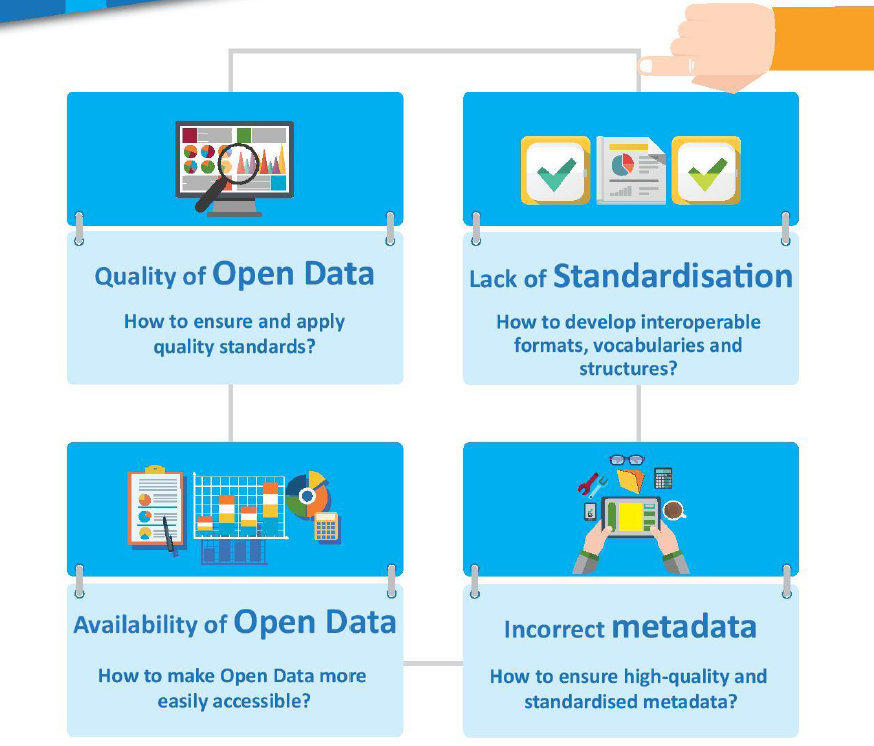 Quality of Open Data
How to ensure and apply
quality standards?
Lack of Standardisation
How to develop interoperable
formats, vocabularies and
structures?
Availability of Open Data
How to make Open Data more
easily accessible?
Incorrect metadata
How to ensure high-quality and
standardised metadata?